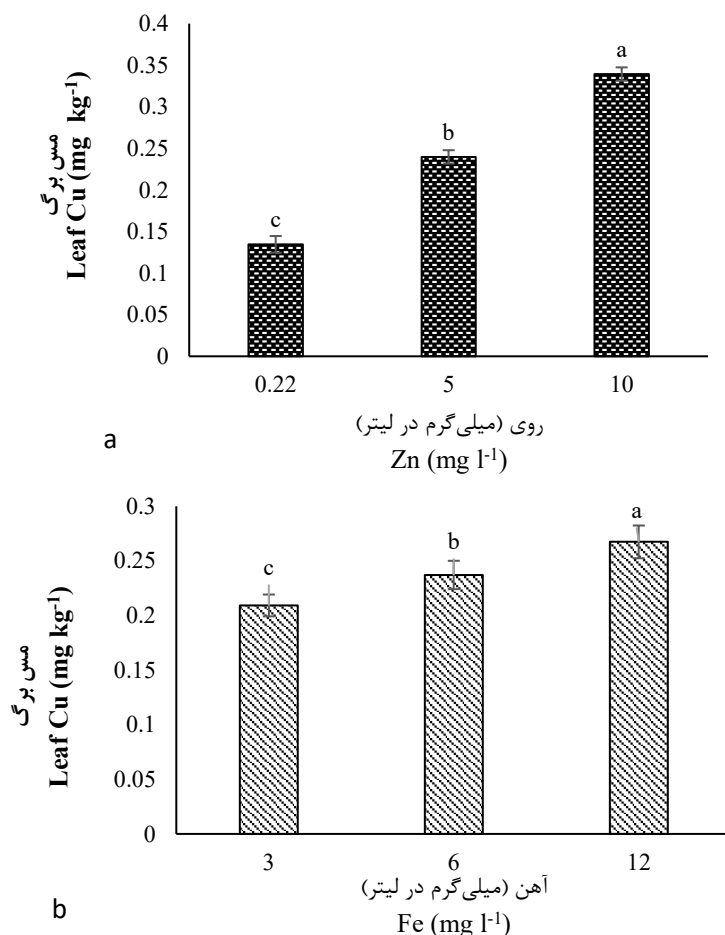 0.4
0.35
0.3
0.25
0.2
0.15
0.1
0.05
0
مس برگ
Leaf Cu (mg kg-1)
a
b
c
0.22 5 10
روی (میلی‌گرم در لیتر)
Zn (mg l-1)
a
0.3
0.25
0.2
0.15
0.1
0.05
0
مس برگ
Leaf Cu (mg kg-1)
a
b
c
3 6 12
آهن (میلی‌گرم در لیتر)
Fe (mg l-1)
b